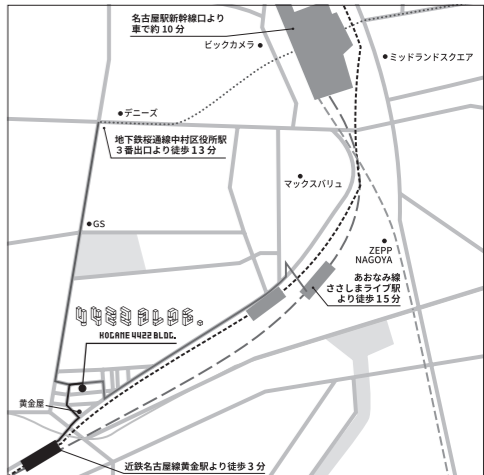 名古屋駅新幹線口より
車で約10分
ビックカメラ
ミッドランドスクエア
デニーズ
地下鉄桜通線中村区役所駅
3番出口より徒歩13分
マックスバリュ
GS
ZEPP
NAGOYA
あおなみ線
ささしまライブ駅
より徒歩15分
4422 BLDG.
KOGANE 4422 BLDG.
黄金屋
近鉄名古屋線黄金駅より徒歩3分